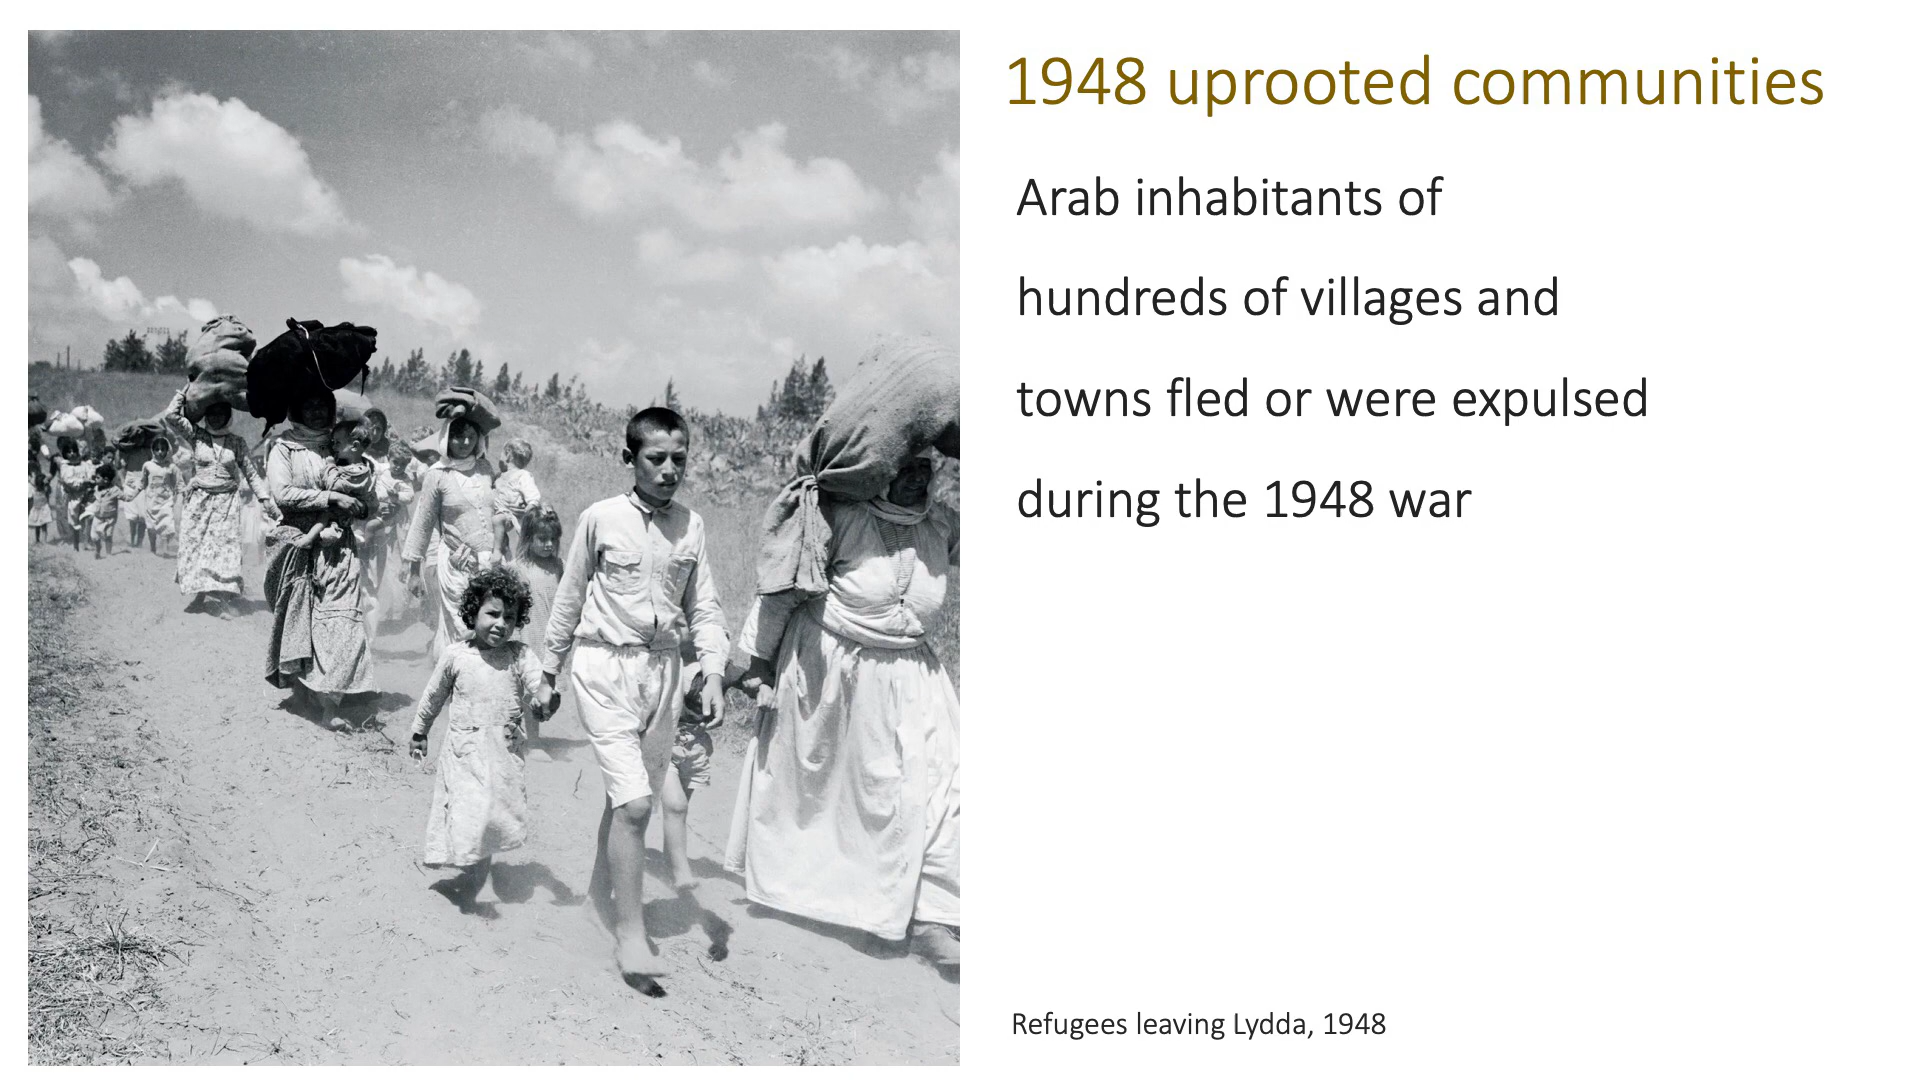 1948 uprooted communities
Arab inhabitants of
hundreds of villages and
towns fled or were expulsed
during the 1948 war
Refugees leaving Lydda, 1948